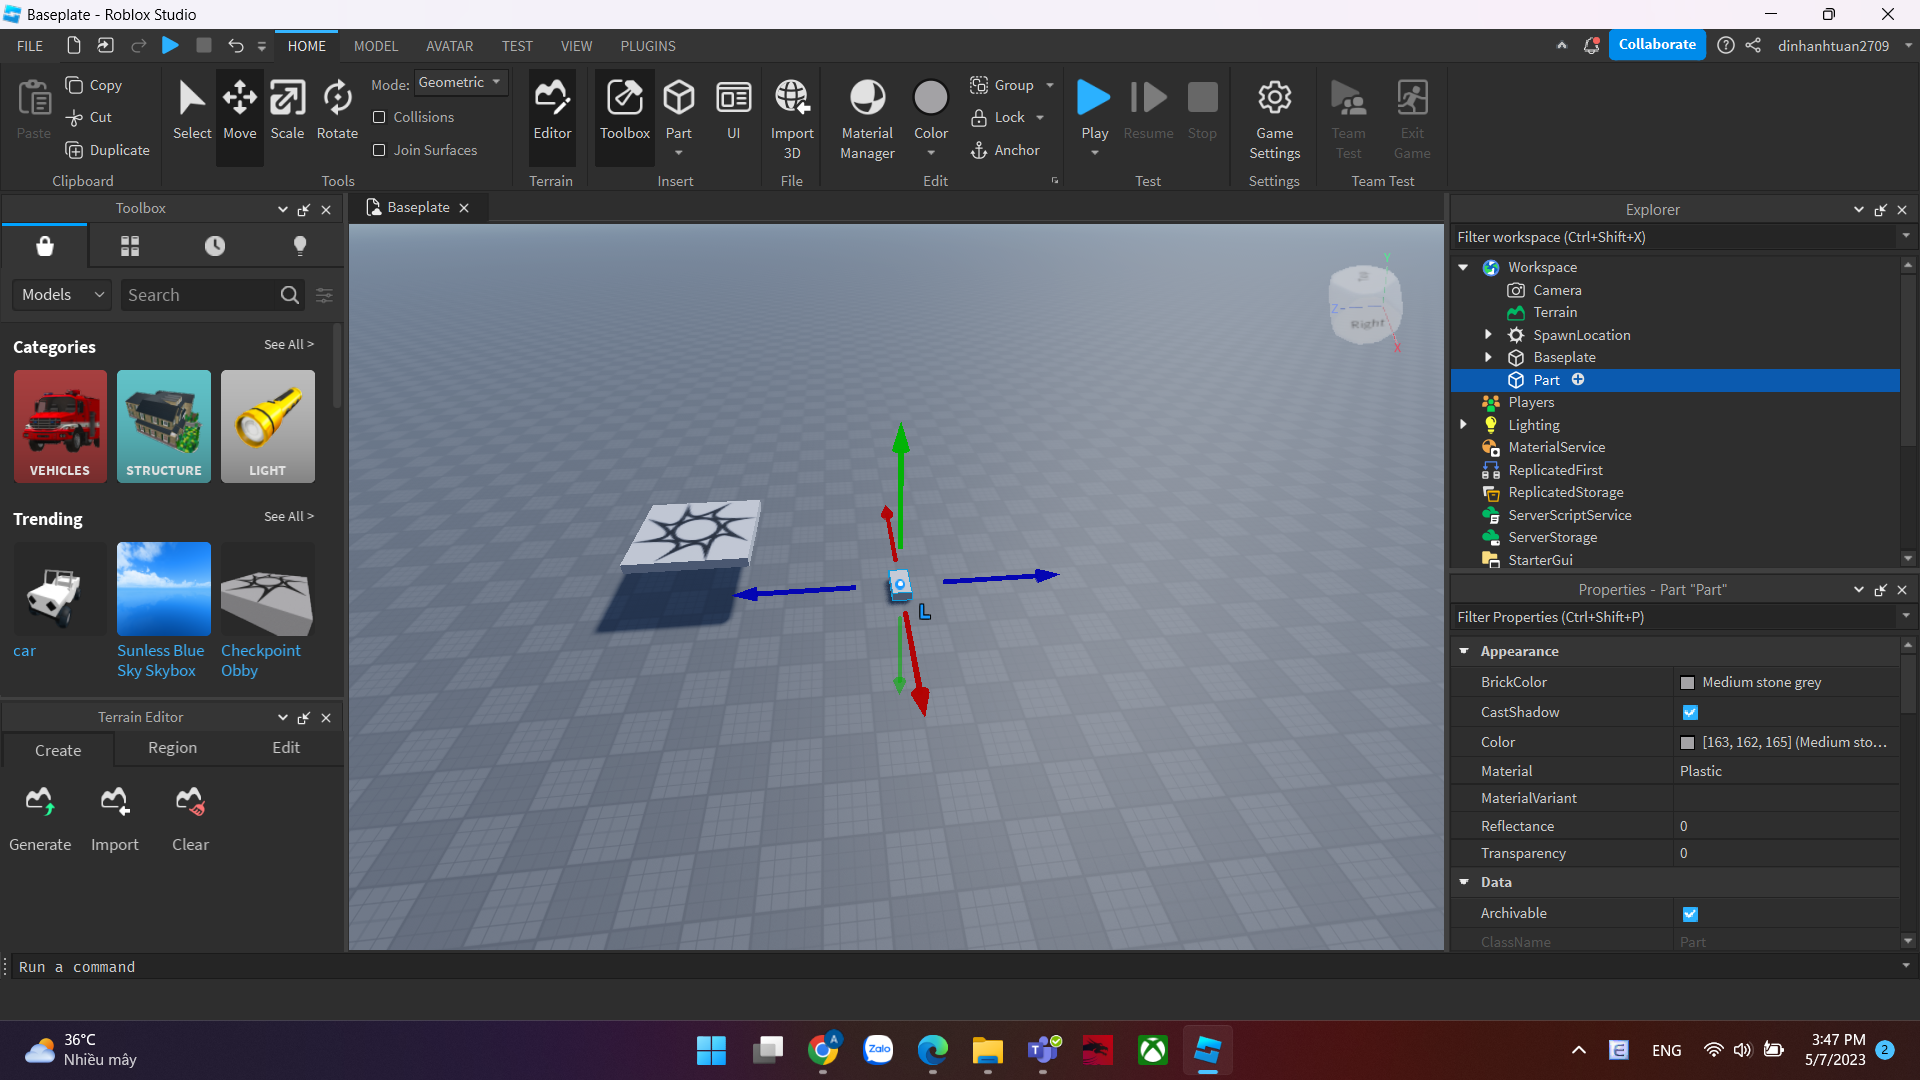 Baseplate - Roblox Studio
FILE HOME MODEL AVATAR TEST VIEW PLUGINS Collaborate dinhanhtuan2709
Paste Copy Cut Duplicate
Clipboard
Select Move Scale Rotate
Mode: Geometric
Collisions
Join Surfaces
Tools
Editor
Terrain
Toolbox Part UI
Insert
Import 3D
File
Material Manager Color
Group
Lock
Anchor
Edit
Play Resume Stop
Test
Game Settings
Settings
Team Test Exit Game
Team Test
Toolbox
Models Search
Categories See All >
VEHICLES STRUCTURE LIGHT
Trending See All >
car
Sunless Blue Sky Skybox
Checkpoint Obby
Terrain Editor
Create Region Edit
Generate Import Clear
Baseplate
Y
Z
Right
X
L
Explorer
Filter workspace (Ctrl+Shift+X)
Workspace
Camera
Terrain
SpawnLocation
Baseplate
Part
Players
Lighting
MaterialService
ReplicatedFirst
ReplicatedStorage
ServerScriptService
ServerStorage
StarterGui
Properties - Part "Part"
Filter Properties (Ctrl+Shift+P)
Appearance
BrickColor Medium stone grey
CastShadow
Color [163, 162, 165] (Medium sto...
Material Plastic
MaterialVariant
Reflectance 0
Transparency 0
Data
Archivable
ClassName Part
Run a command
36°C
Nhiều mây
A
Zalo
ENG
3:47 PM
5/7/2023
2